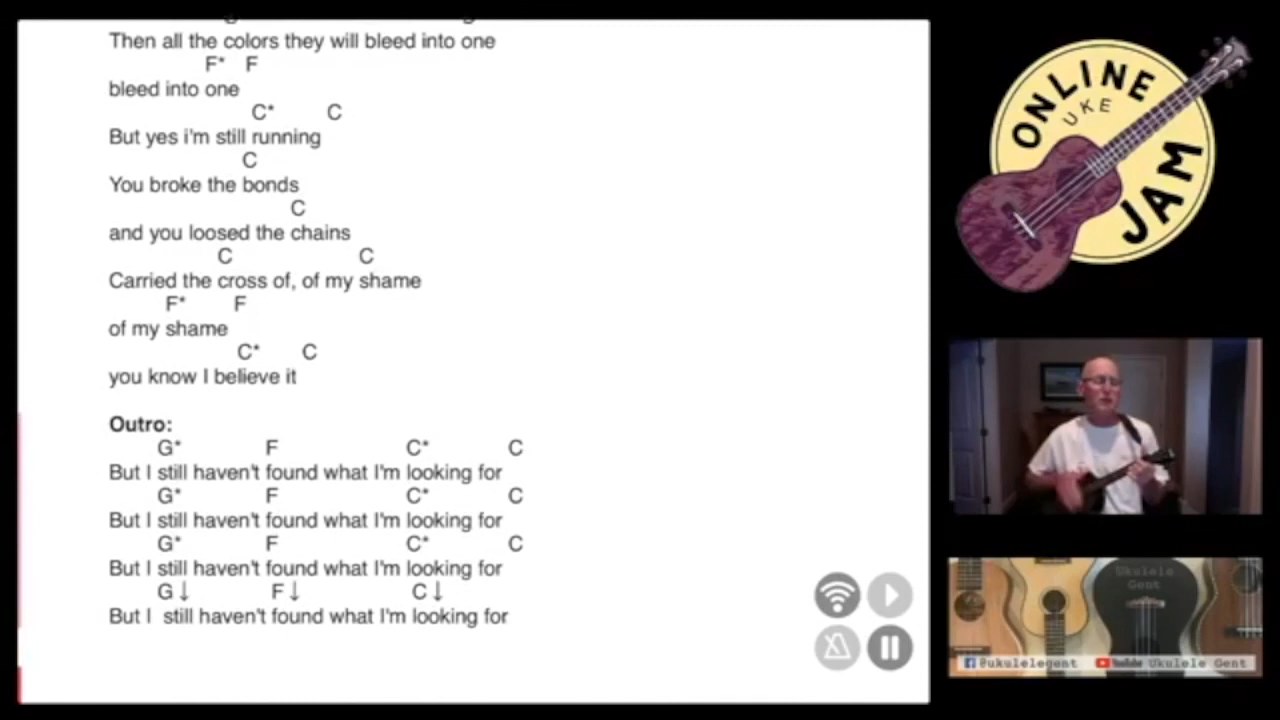 Then all the colors they will bleed into one
F* F
bleed into one
C* C
But yes i'm still running
C
You broke the bonds
C
and you loosed the chains
C C
Carried the cross of, of my shame
F* F
of my shame
C* C
you know I believe it
Outro:
G* F C* C
But I still haven't found what I'm looking for
G* F C* C
But I still haven't found what I'm looking for
G* F C* C
But I still haven't found what I'm looking for
G↓ F↓ C↓
But I still haven't found what I'm looking for
ONLINE
UKE
JAM
Ukulele
Gent
@ukulelegent YouTube Ukulele Gent